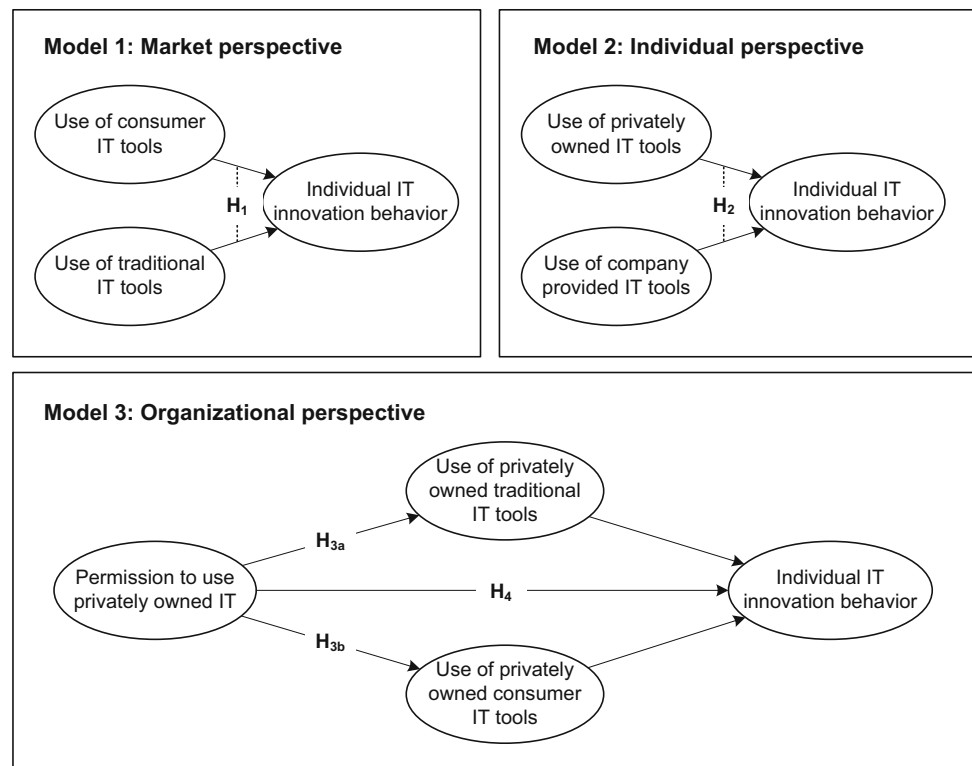 Model 1: Market perspective
Use of consumer
IT tools
H1
Individual IT
innovation behavior
Use of traditional
IT tools
Model 2: Individual perspective
Use of privately
owned IT tools
H2
Individual IT
innovation behavior
Use of company
provided IT tools
Model 3: Organizational perspective
Use of privately
owned traditional
IT tools
H3a
Permission to use
privately owned IT
H4
Individual IT
innovation behavior
H3b
Use of privately
owned consumer
IT tools